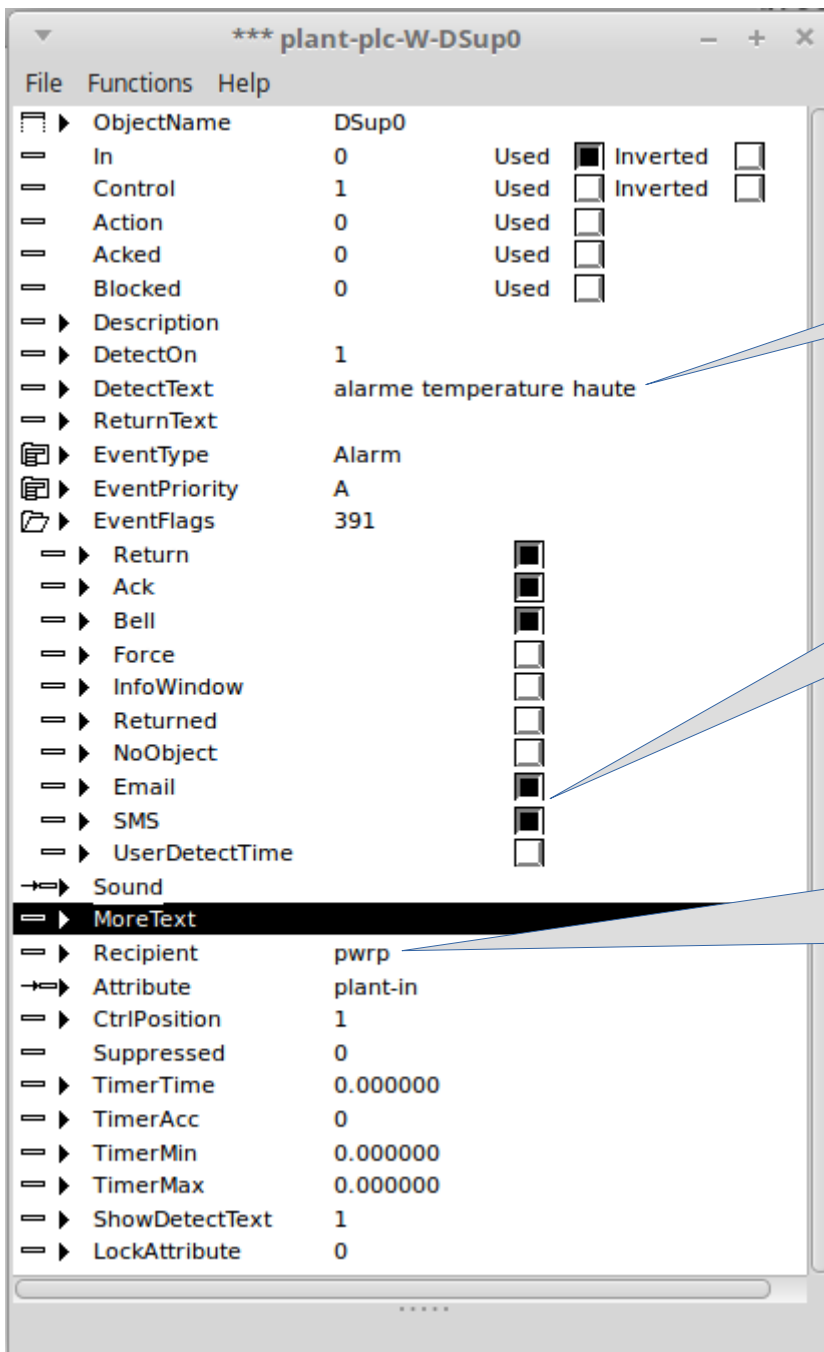 *** plant-plc-W-DSup0
File Functions Help
ObjectName DSup0
In 0 Used Inverted
Control 1 Used Inverted
Action 0 Used
Acked 0 Used
Blocked 0 Used
Description
DetectOn 1
DetectText alarme temperature haute
ReturnText
EventType Alarm
EventPriority A
EventFlags 391
Return
Ack
Bell
Force
InfoWindow
Returned
NoObject
Email
SMS
UserDetectTime
Sound
MoreText
Recipient pwrp
Attribute plant-in
CtrlPosition 1
Suppressed 0
TimerTime 0.000000
TimerAcc 0
TimerMin 0.000000
TimerMax 0.000000
ShowDetectText 1
LockAttribute 0